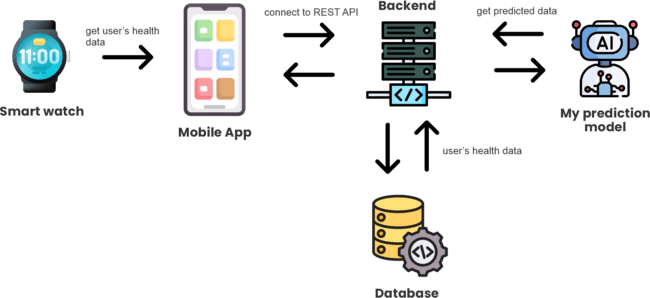 Backend
get user's health
data
connect to REST API
get predicted data
11:00
AI
</>
Smart watch
Mobile App
My prediction
model
user's health data
</>
Database